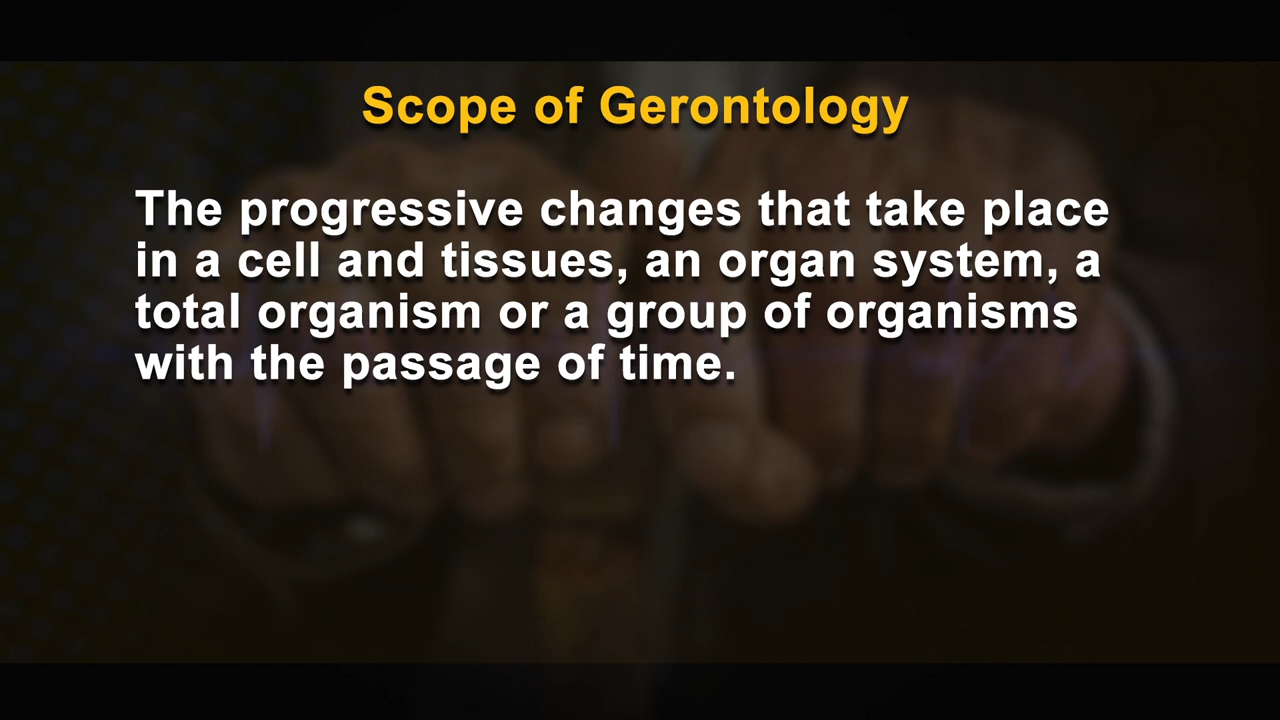 Scope of Gerontology
The progressive changes that take place
in a cell and tissues, an organ system, a
total organism or a group of organisms
with the passage of time.